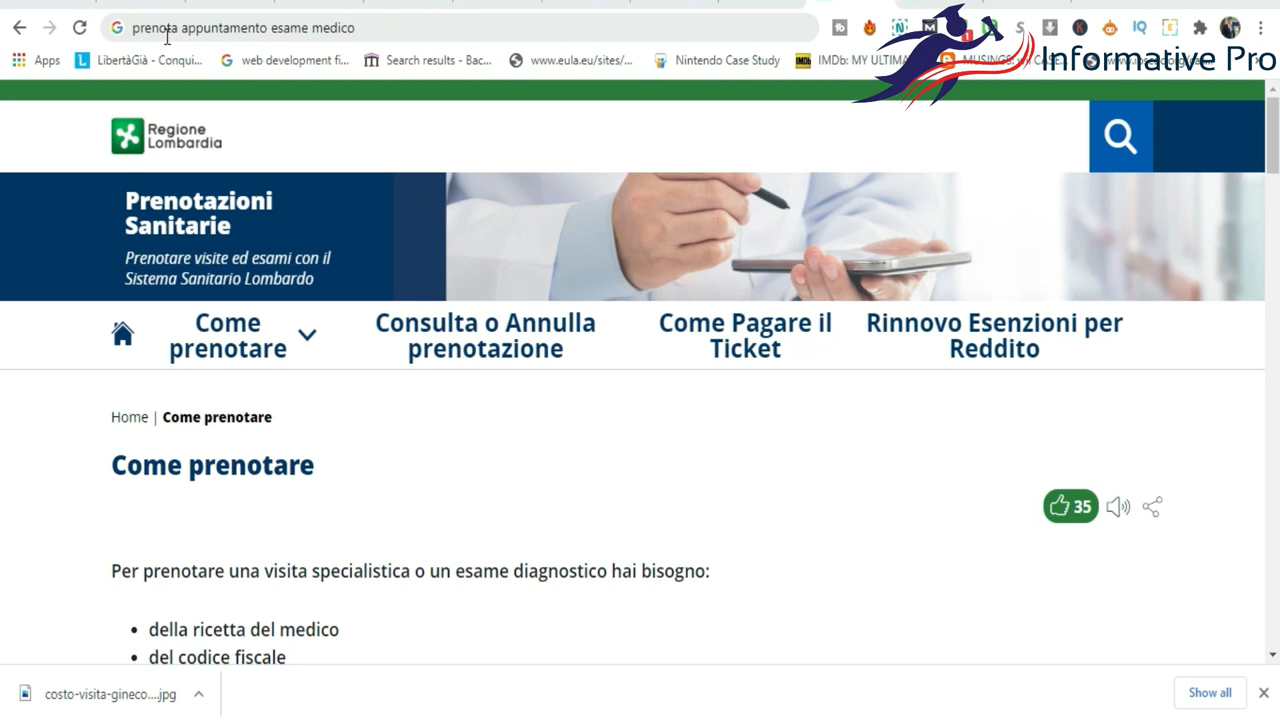 prenota appuntamento esame medico
Apps
LibertàGià - Conqui...
web development fi...
Search results - Bac...
www.eula.eu/sites/...
Nintendo Case Study
IMDb
IMDb: MY ULTIMA
Informative Pro
Regione
Lombardia
Prenotazioni
Sanitarie
Prenotare visite ed esami con il
Sistema Sanitario Lombardo
Come
prenotare
Consulta o Annulla
prenotazione
Come Pagare il
Ticket
Rinnovo Esenzioni per
Reddito
Home | Come prenotare
Come prenotare
35
Per prenotare una visita specialistica o un esame diagnostico hai bisogno:
• della ricetta del medico
• del codice fiscale
costo-visita-gineco....jpg
Show all